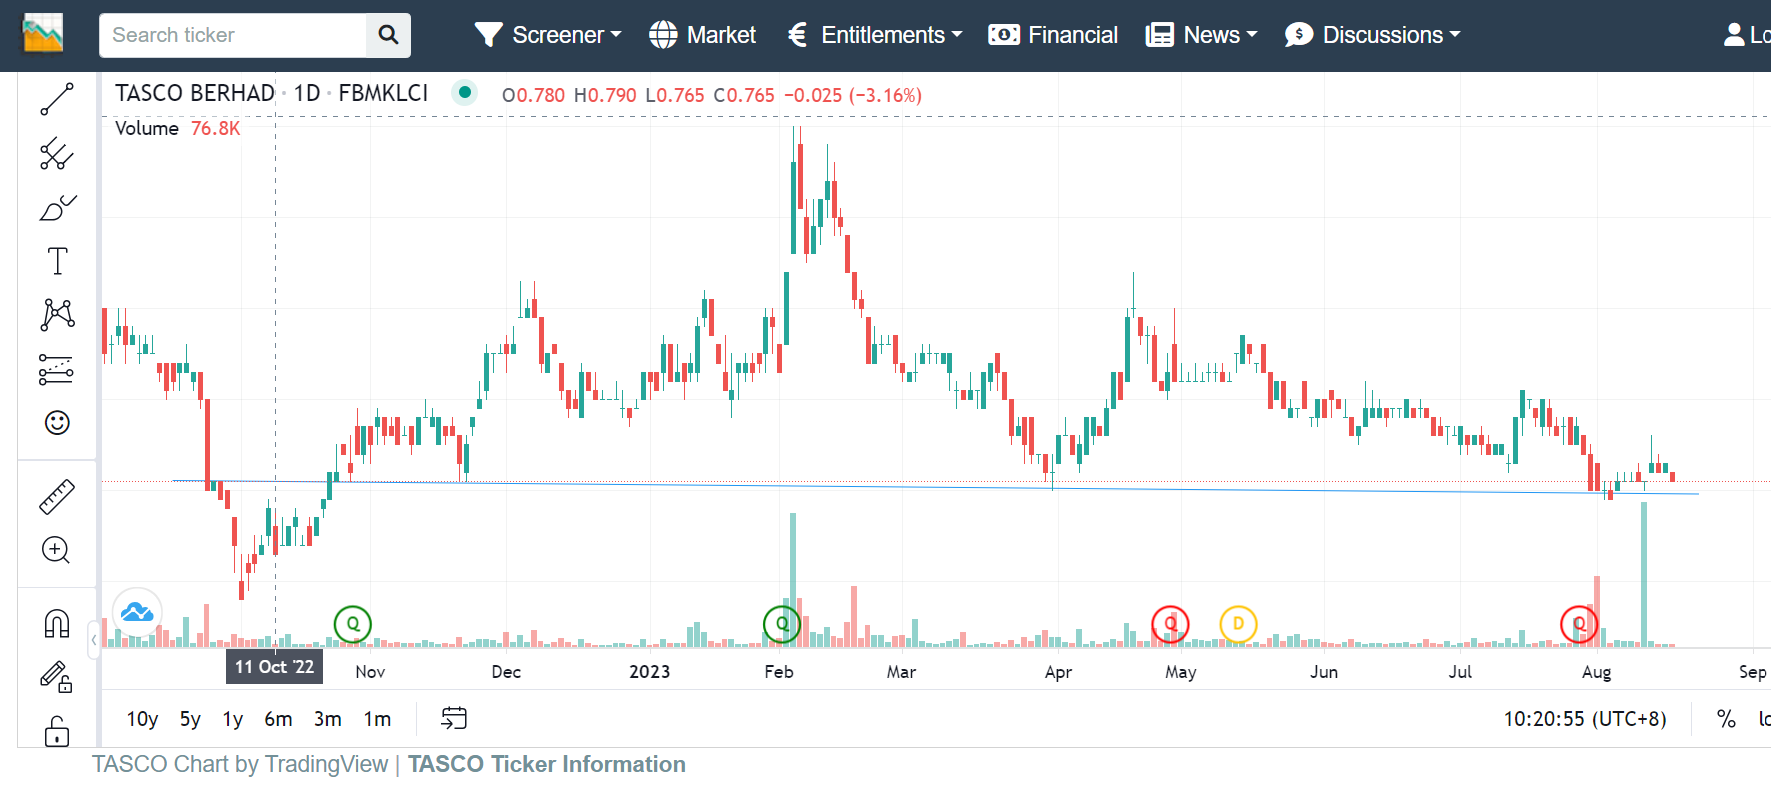 Search ticker Screener Market Entitlements Financial News Discussions Lo
TASCO BERHAD · 1D · FBMKLCI O0.780 H0.790 L0.765 C0.765 −0.025 (−3.16%)
Volume 76.8K
T
Q Q Q D Q
11 Oct '22 Nov Dec 2023 Feb Mar Apr May Jun Jul Aug Sep
10y 5y 1y 6m 3m 1m 10:20:55 (UTC+8) % lo
TASCO Chart by TradingView | TASCO Ticker Information